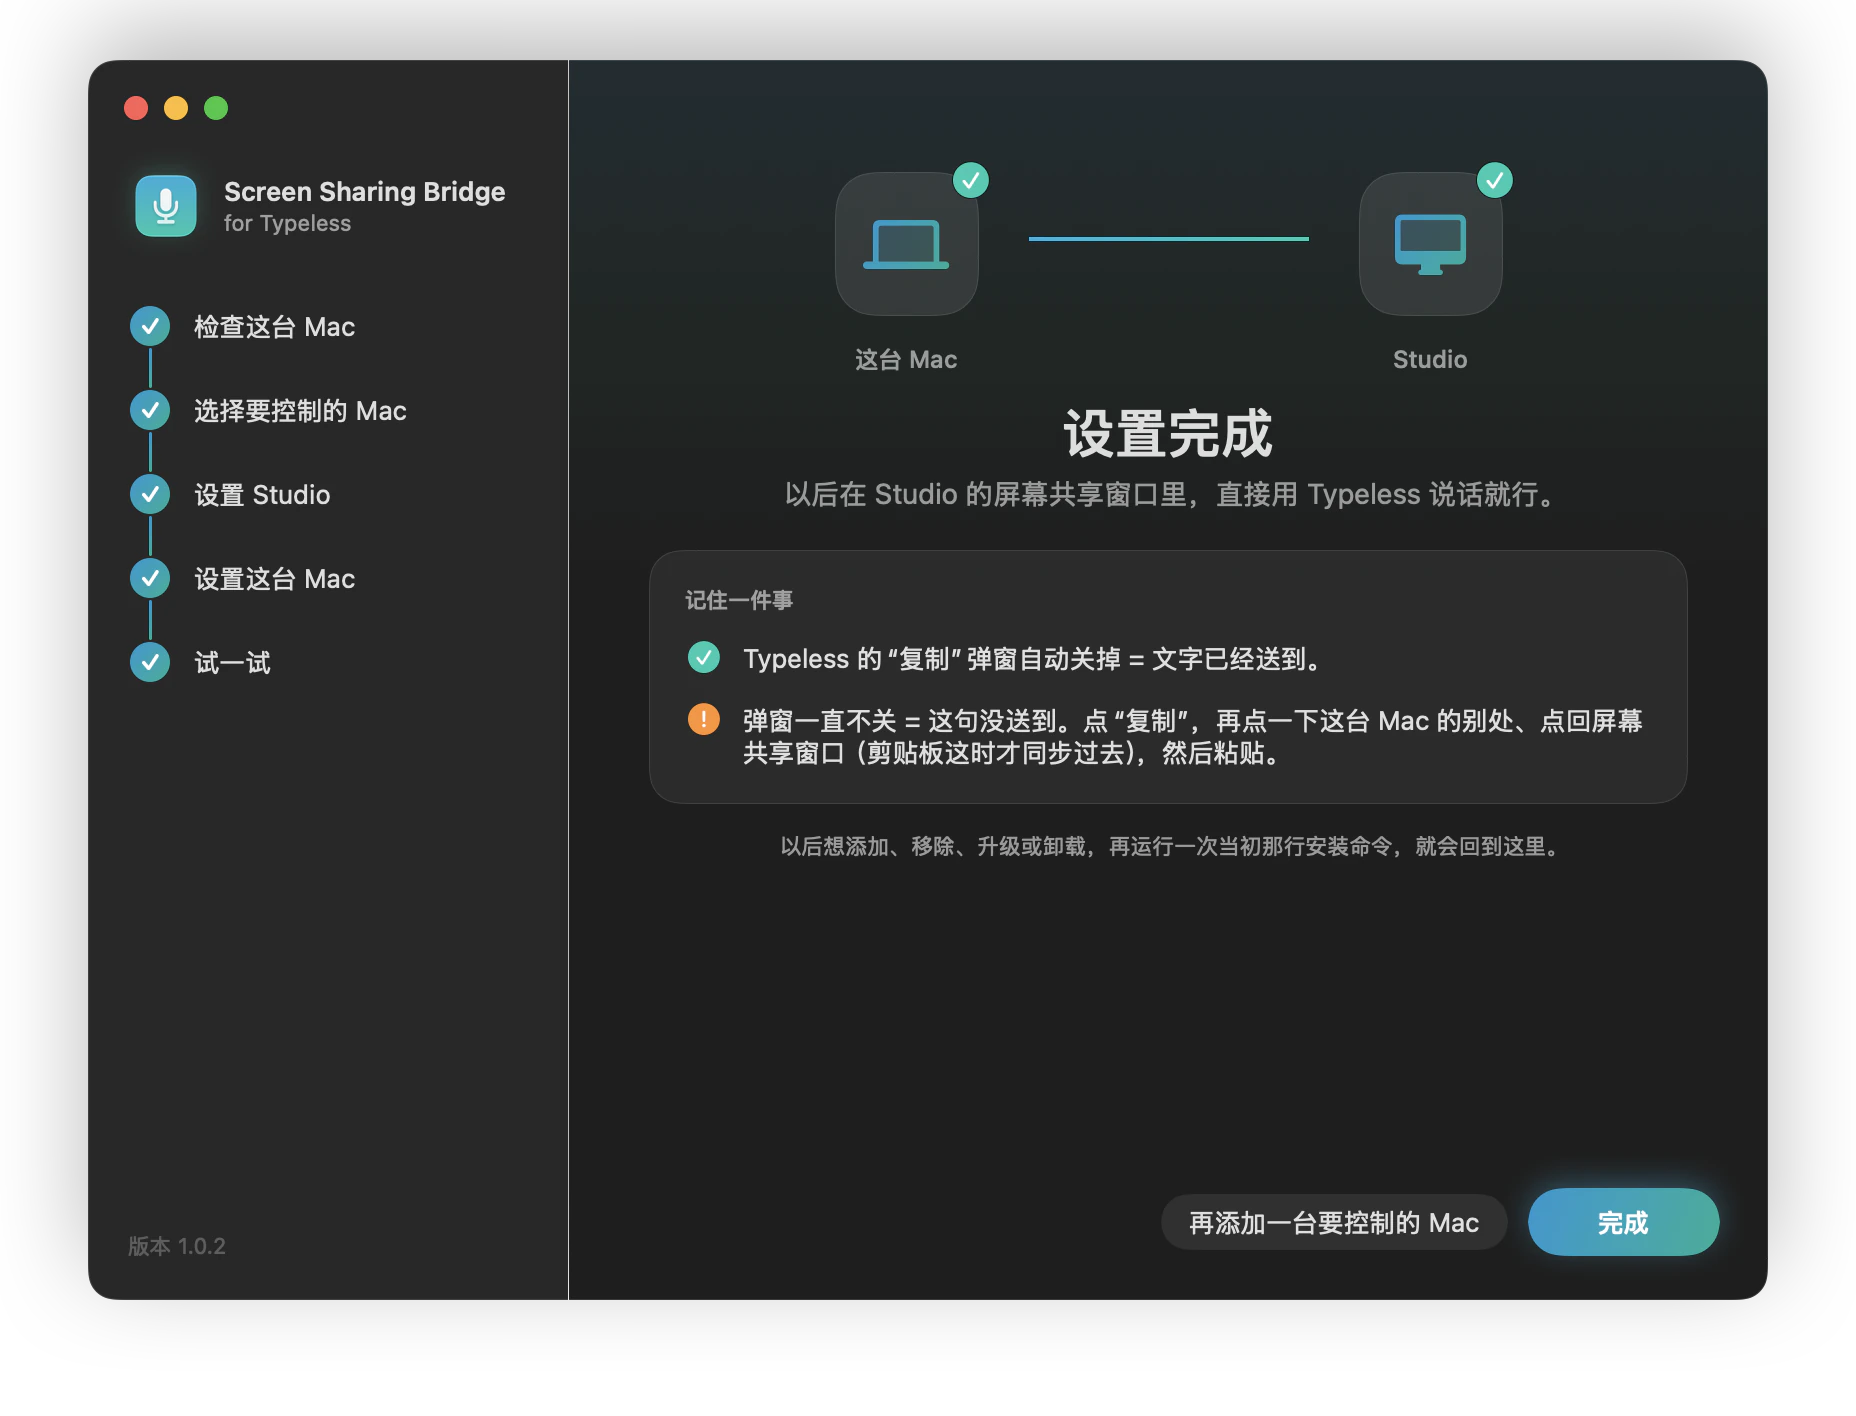 Screen Sharing Bridge
for Typeless
检查这台 Mac
选择要控制的 Mac
设置 Studio
设置这台 Mac
试一试
版本 1.0.2
这台 Mac
Studio
设置完成
以后在 Studio 的屏幕共享窗口里，直接用 Typeless 说话就行。
记住一件事
Typeless 的“复制”弹窗自动关掉 = 文字已经送到。
弹窗一直不关 = 这句没送到。点“复制”，再点一下这台 Mac 的别处、点回屏幕
共享窗口（剪贴板这时才同步过去），然后粘贴。
以后想添加、移除、升级或卸载，再运行一次当初那行安装命令，就会回到这里。
再添加一台要控制的 Mac
完成